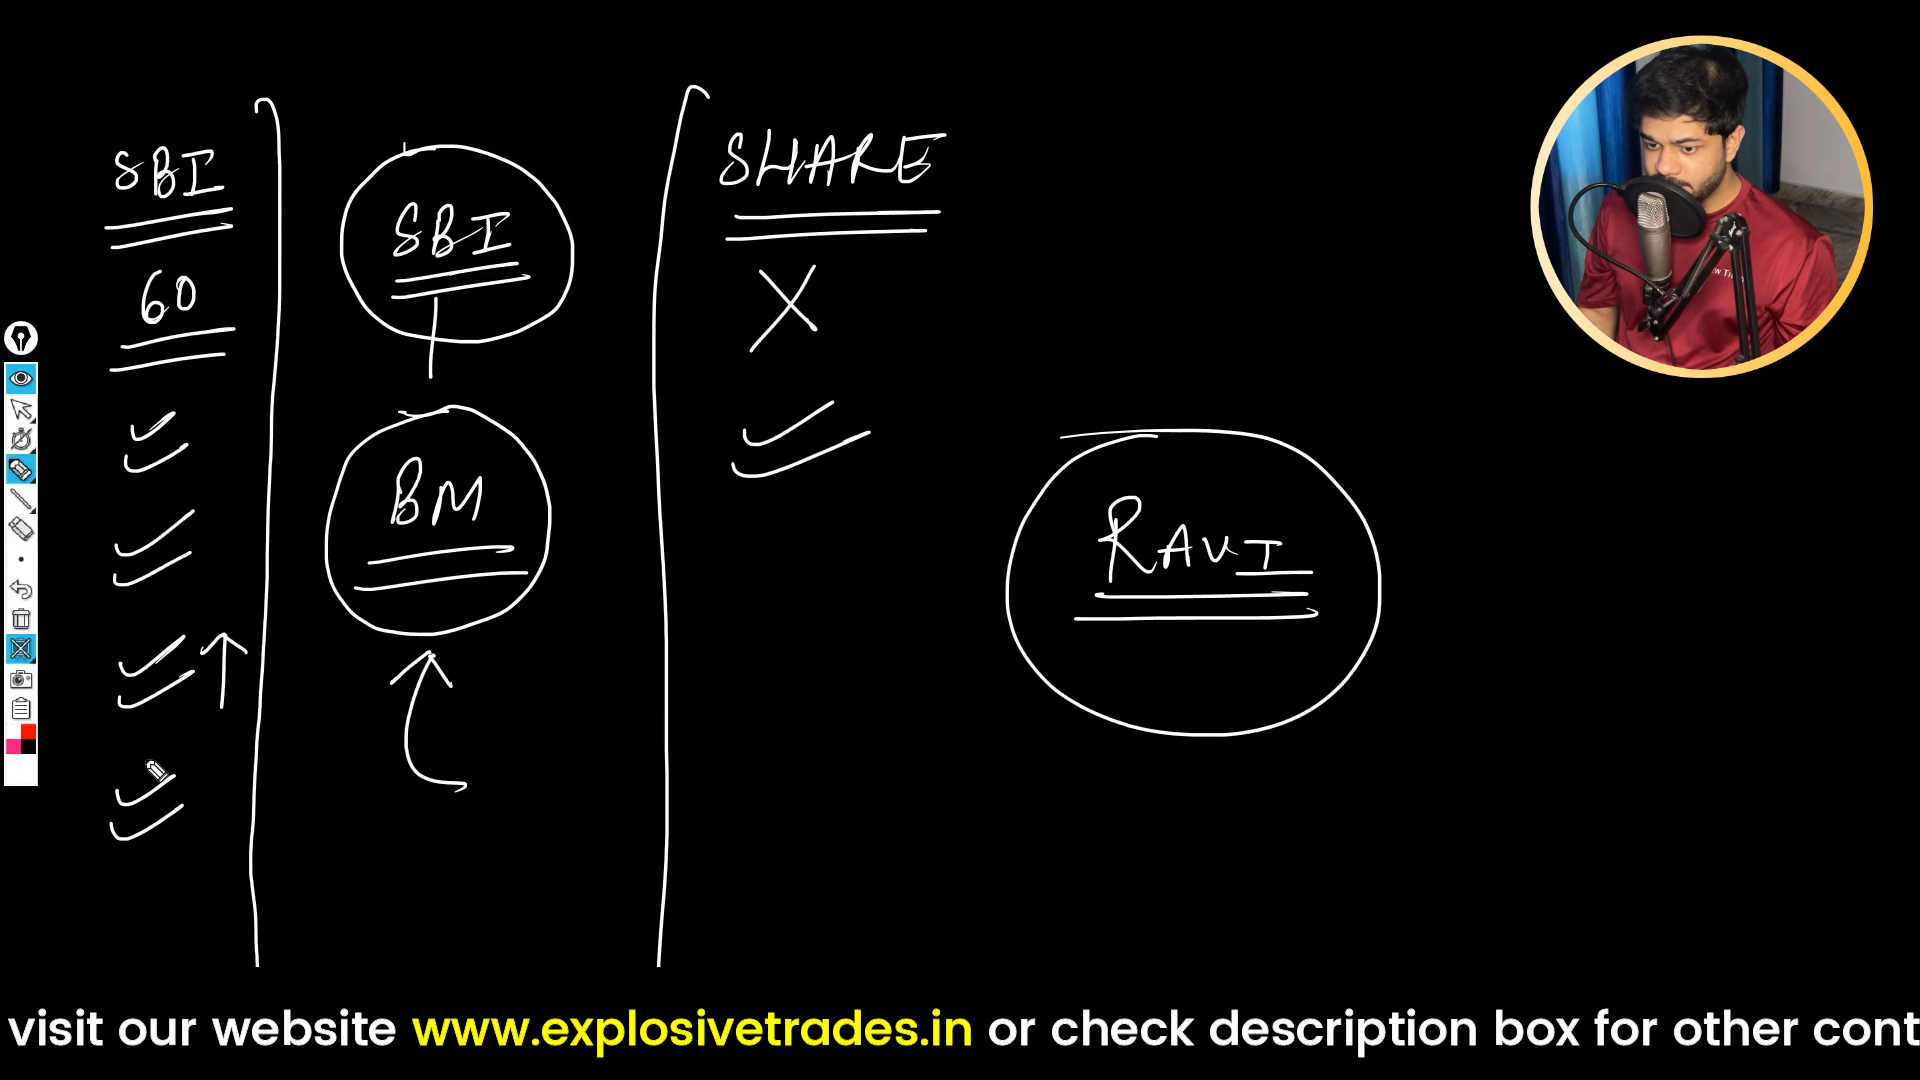 SBI
60
SBI
BM
SHARE
RAVI
visit our website www.explosivetrades.in or check description box for other cont